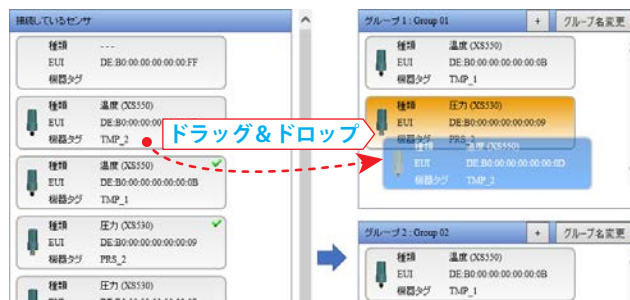 接続しているセンサ
種類 ---
EUI DE:B0:00:00:00:00:00:FF
機器タグ
種類 温度 (XS550)
EUI DE:B0:00:00:00:00
機器タグ TMP_2
種類 温度 (XS550)
EUI DE:B0:00:00:00:00:00:0B
機器タグ TMP_1
種類 圧力 (XS530)
EUI DE:B0:00:00:00:00:00:09
機器タグ PRS_2
種類 圧力 (XS530)
EUI
ドラッグ&ドロップ
グループ1 : Group 01 + グループ名変更
種類 温度 (XS550)
EUI DE:B0:00:00:00:00:00:0B
機器タグ TMP_1
種類 圧力 (XS530)
EUI DE:B0:00:00:00:00:00:09
機器タグ PRS_2
種類 温度 (XS550)
EUI DE:B0:00:00:00:00:00:0D
機器タグ TMP_2
グループ2 : Group 02 + グループ名変更
種類 温度 (XS550)
EUI DE:B0:00:00:00:00:00:0B
機器タグ TMP_1